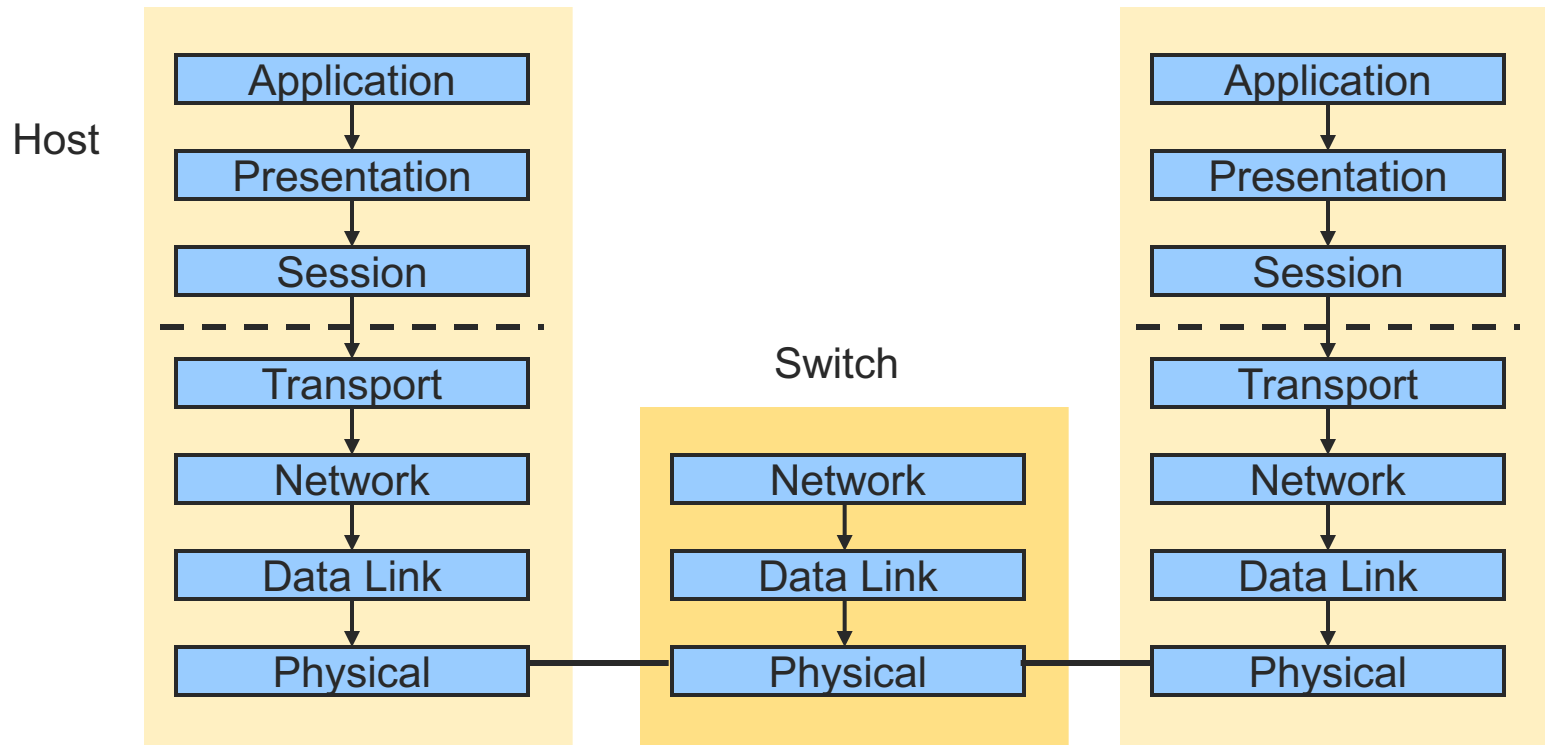 Host
Application
Presentation
Session
Transport
Network
Data Link
Physical
Switch
Network
Data Link
Physical
Application
Presentation
Session
Transport
Network
Data Link
Physical